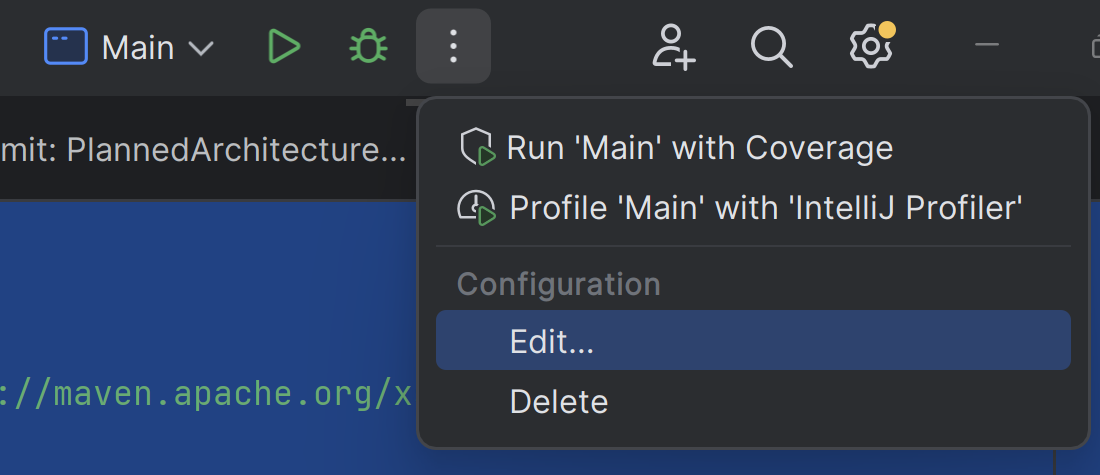 Main
mit: PlannedArchitecture...
Run 'Main' with Coverage
Profile 'Main' with 'IntelliJ Profiler'
Configuration
Edit...
://maven.apache.org/x
Delete